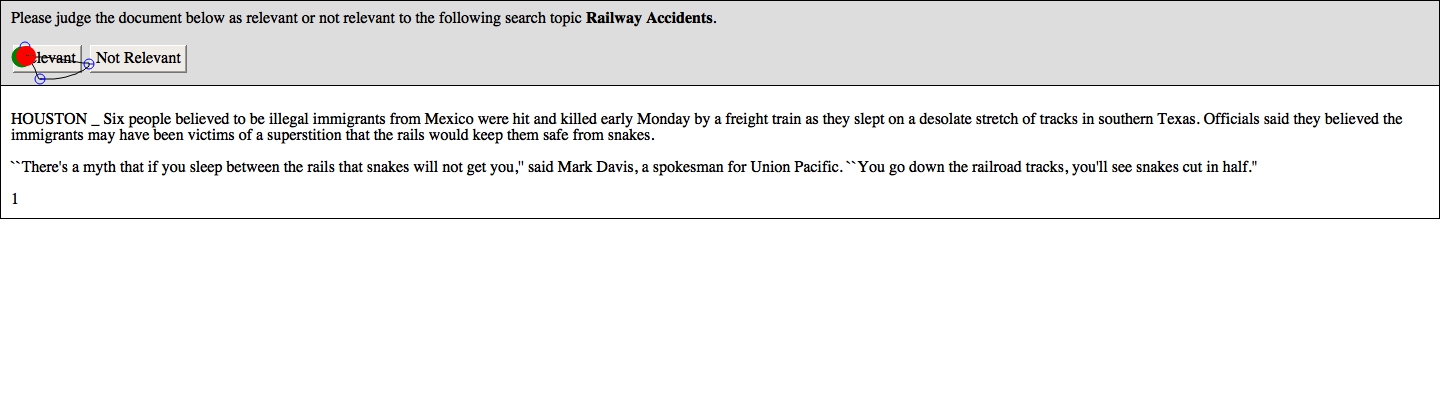 Please judge the document below as relevant or not relevant to the following search topic Railway Accidents.
Not Relevant
HOUSTON _ Six people believed to be illegal immigrants from Mexico were hit and killed early Monday by a freight train as they slept on a desolate stretch of tracks in southern Texas. Officials said they believed the
immigrants may have been victims of a superstition that the rails would keep them safe from snakes.
``There's a myth that if you sleep between the rails that snakes will not get you,'' said Mark Davis, a spokesman for Union Pacific. ``You go down the railroad tracks, you'll see snakes cut in half.''
1